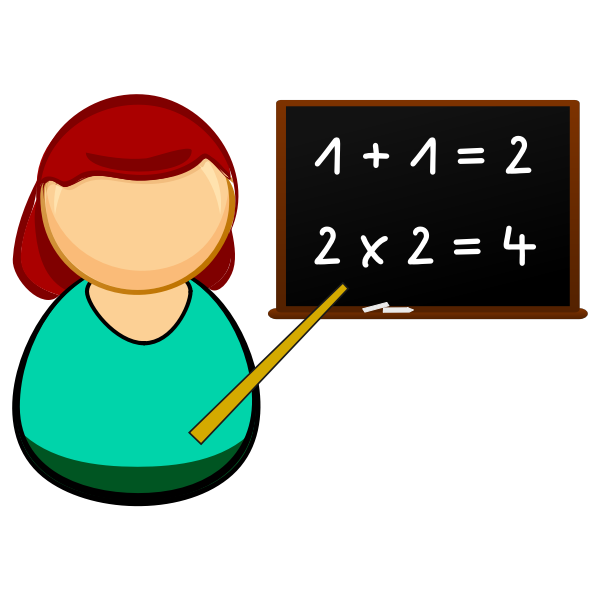 1 + 1 = 2
2 x 2 = 4